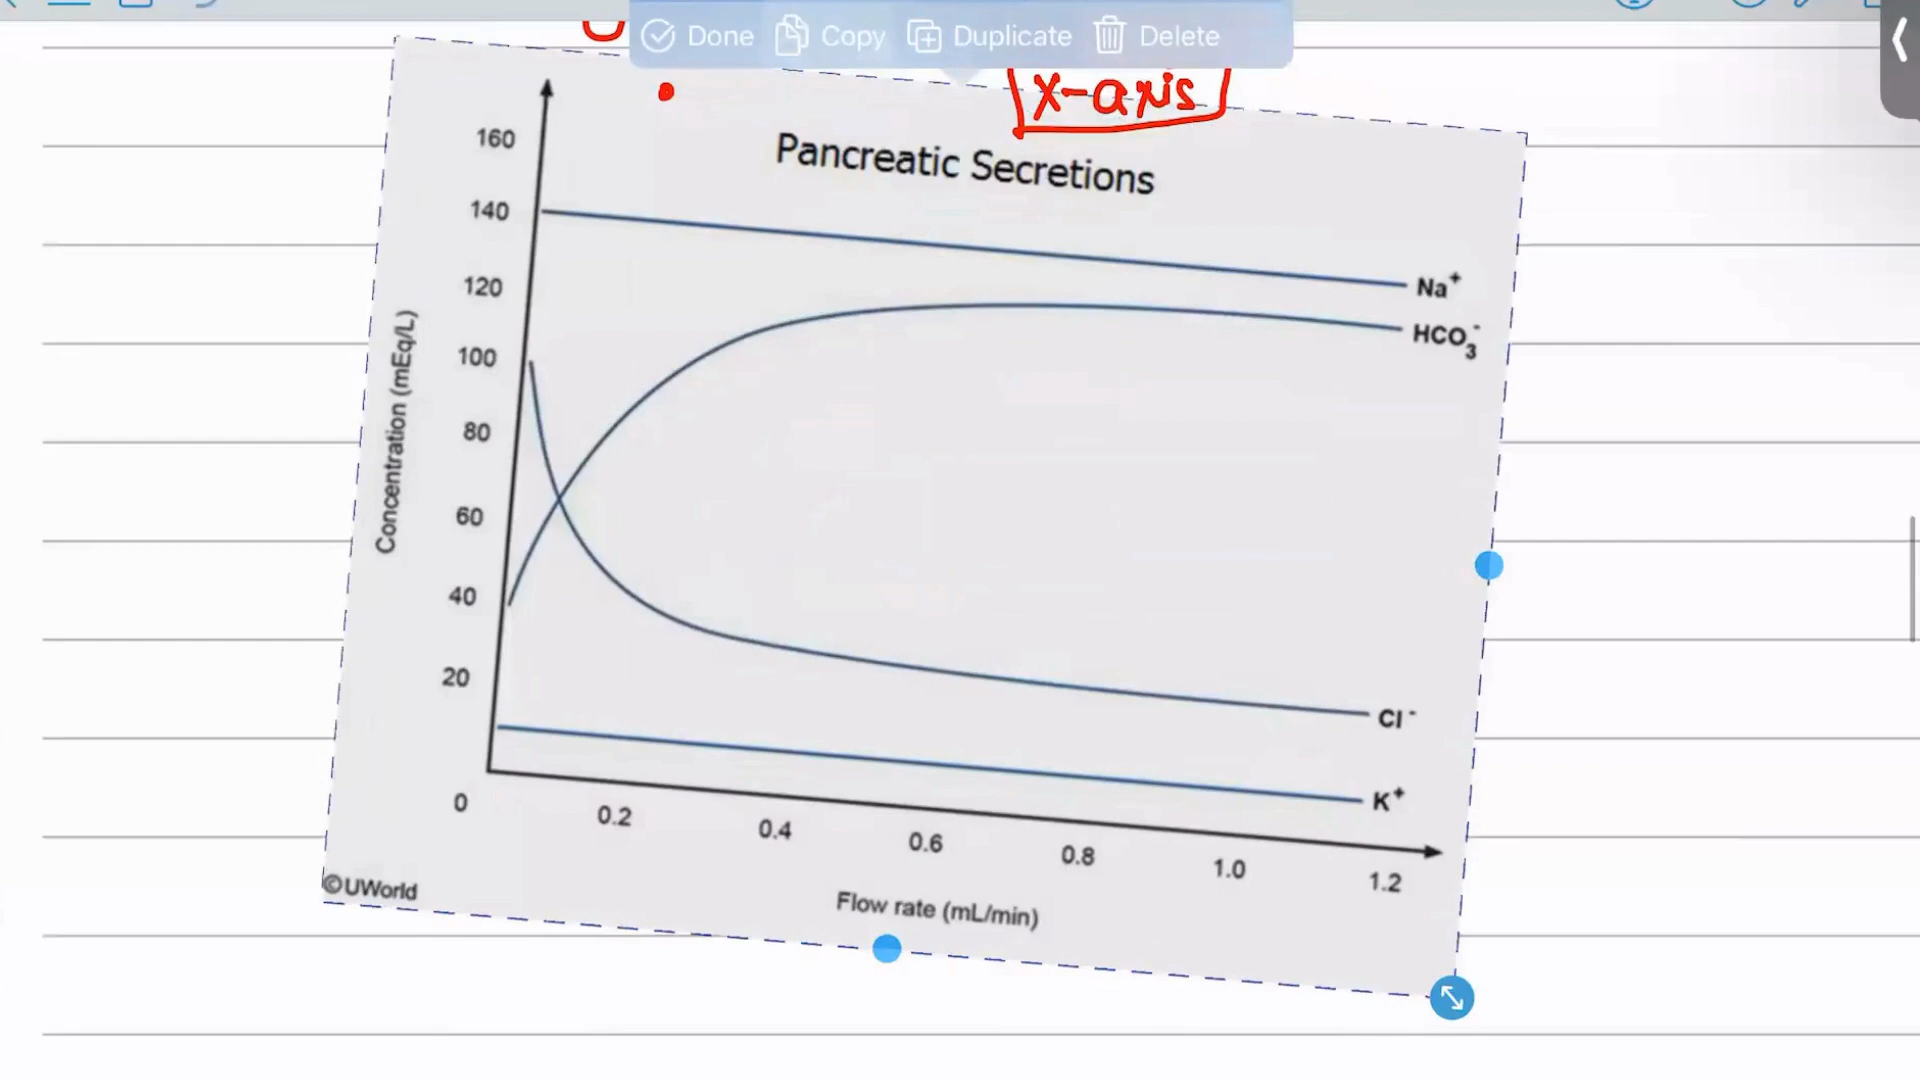 Done Copy Duplicate Delete
x-axis
Pancreatic Secretions
160
140
120
100
80
60
40
20
0
Concentration (mEq/L)
Na+
HCO3-
Cl-
K+
0.2 0.4 0.6 0.8 1.0 1.2
Flow rate (mL/min)
©UWorld